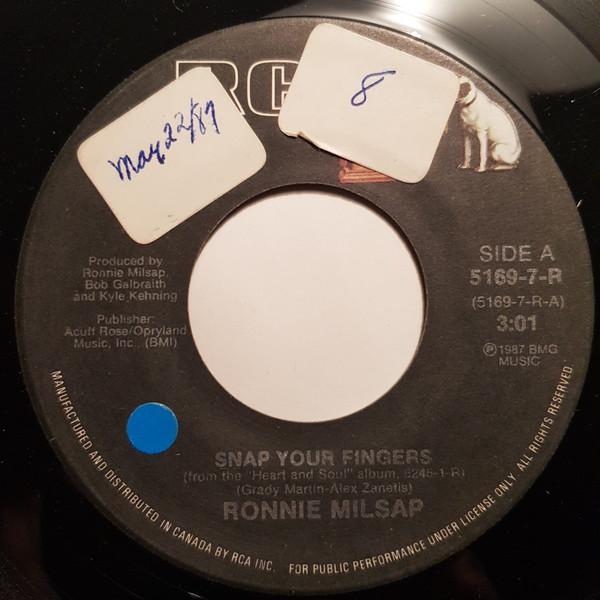 RC
May 22/87
8
Produced by
Ronnie Milsap,
Bob Galbraith
and Kyle Kehning
Publisher:
Acuff Rose/Opryland
Music, Inc., (BMI)
SIDE A
5169-7-R
(5169-7-R-A)
3:01
℗1987 BMG
MUSIC
SNAP YOUR FINGERS
(from the "Heart and Soul" album, 6245-1-R)
(Grady Martin-Alex Zanetis)
RONNIE MILSAP
MANUFACTURED AND DISTRIBUTED IN CANADA BY RCA INC. FOR PUBLIC PERFORMANCE UNDER LICENSE ONLY. ALL RIGHTS RESERVED